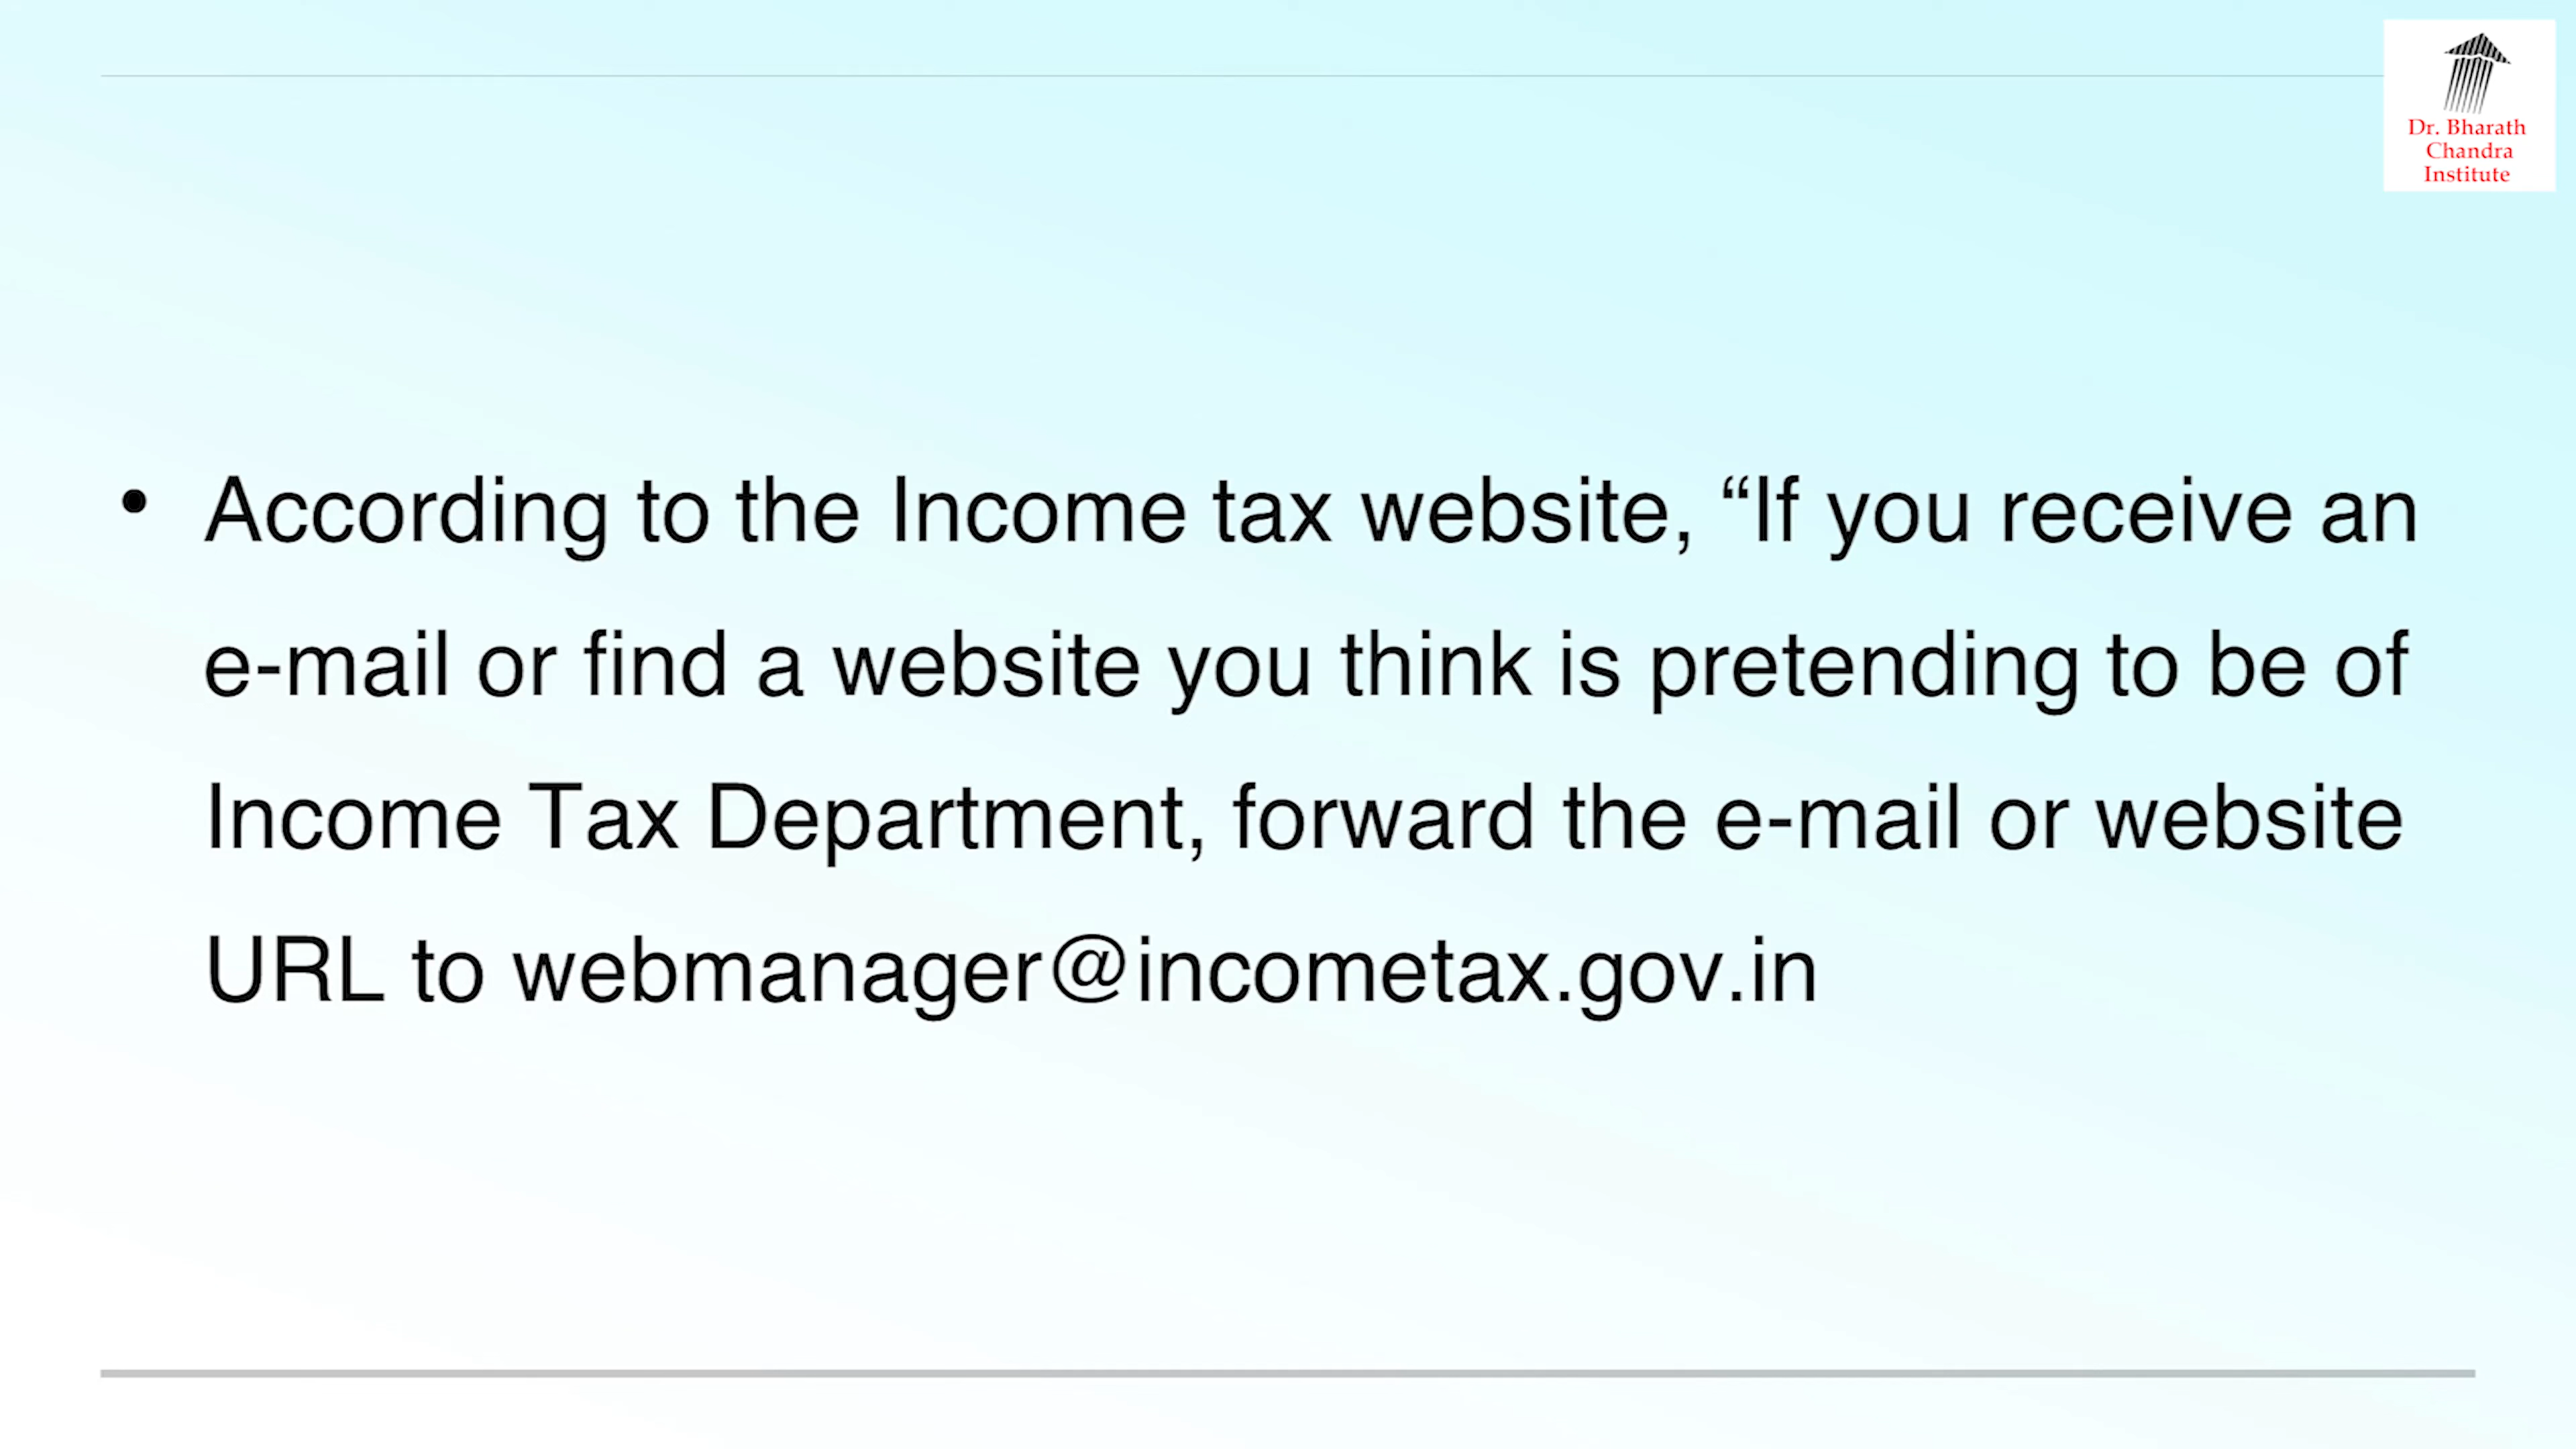 Dr. Bharath
Chandra
Institute
• According to the Income tax website, “If you receive an
e-mail or find a website you think is pretending to be of
Income Tax Department, forward the e-mail or website
URL to webmanager@incometax.gov.in